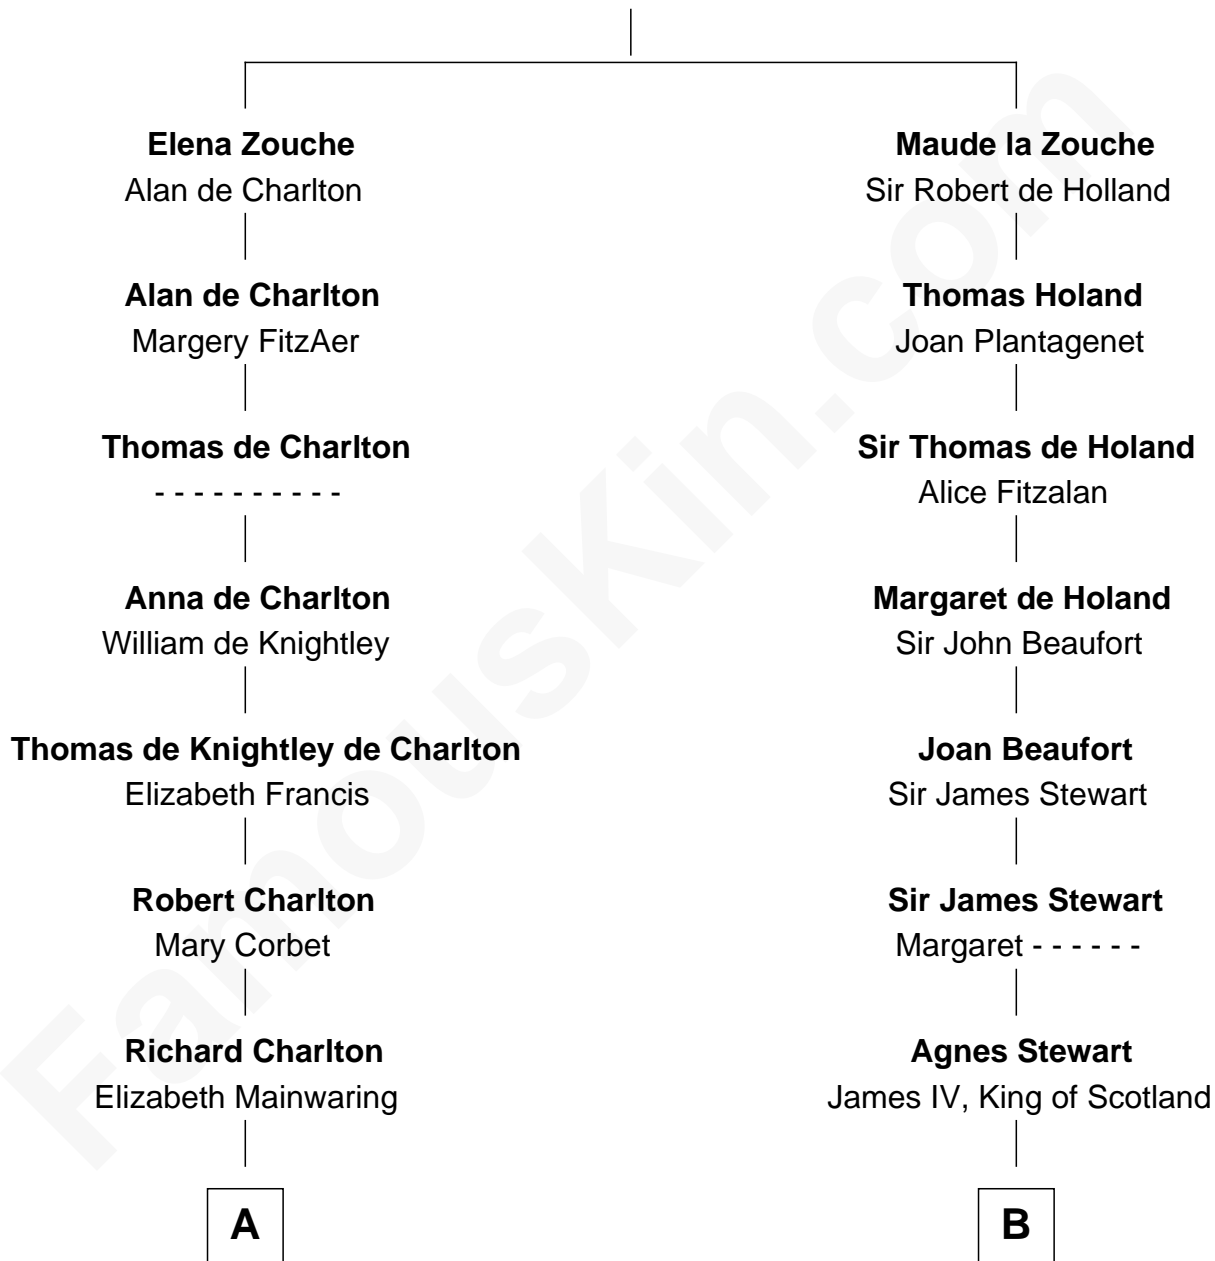 Elena Zouche
Alan de Charlton
Alan de Charlton
Margery FitzAer
Thomas de Charlton
- - - - - - - - - -
Anna de Charlton
William de Knightley
Thomas de Knightley de Charlton
Elizabeth Francis
Robert Charlton
Mary Corbet
Richard Charlton
Elizabeth Mainwaring
A
Maude la Zouche
Sir Robert de Holland
Thomas Holand
Joan Plantagenet
Sir Thomas de Holand
Alice Fitzalan
Margaret de Holand
Sir John Beaufort
Joan Beaufort
Sir James Stewart
Sir James Stewart
Margaret - - - - - -
Agnes Stewart
James IV, King of Scotland
B
FamousKin.com